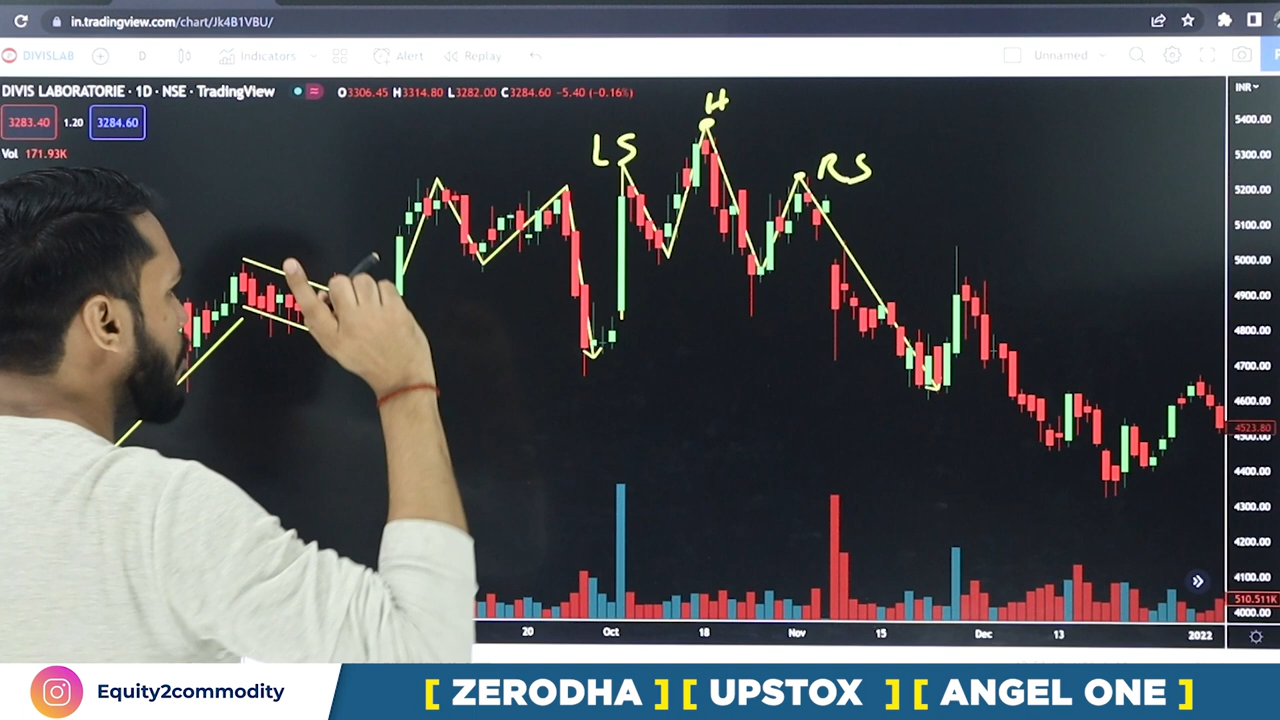 in.tradingview.com/chart/Jk4B1VBU/
DIVISLAB D Indicators Alert Replay Unnamed
DIVIS LABORATORIE · 1D · NSE · TradingView O3306.45 H3314.80 L3282.00 C3284.60 -5.40 (-0.16%) INR
3283.40 1.20 3284.60
Vol 171.93K
H
LS
RS
5400.00
5300.00
5200.00
5100.00
5000.00
4900.00
4800.00
4700.00
4600.00
4523.80
4500.00
4400.00
4300.00
4200.00
4100.00
510.511K
4000.00
20 Oct 18 Nov 15 Dec 13 2022
Equity2commodity
[ ZERODHA ] [ UPSTOX ] [ ANGEL ONE ]